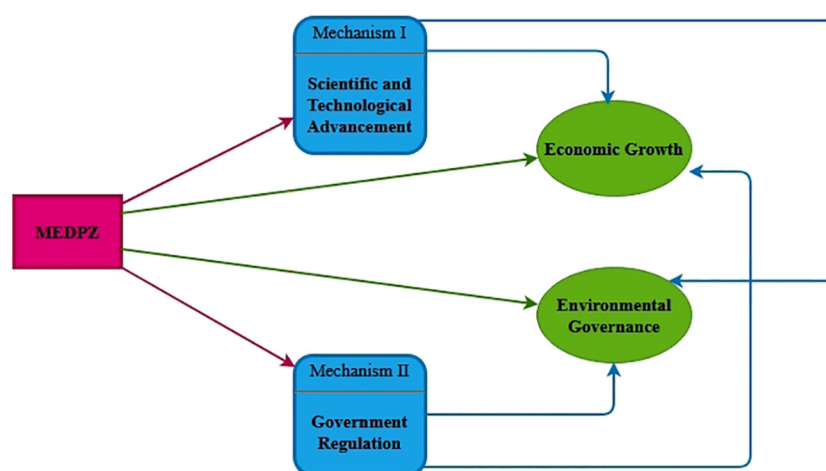 Mechanism I
Scientific and
Technological
Advancement
Economic Growth
MEDPZ
Environmental
Governance
Mechanism II
Government
Regulation